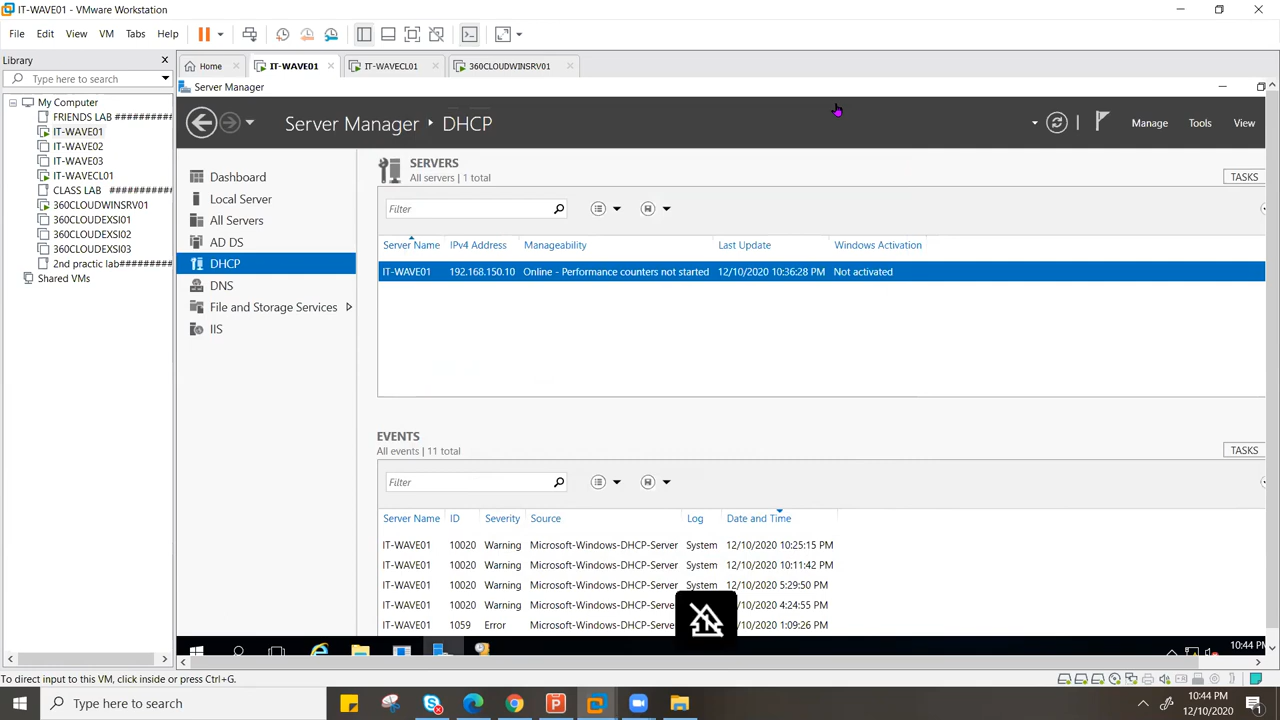 IT-WAVE01 - VMware Workstation
File Edit View VM Tabs Help
Library
Type here to search
My Computer
FRIENDS LAB ##########
IT-WAVE01
IT-WAVE02
IT-WAVE03
IT-WAVECL01
CLASS LAB ##########
360CLOUDWINSRV01
360CLOUDEXSI01
360CLOUDEXSI02
360CLOUDEXSI03
2nd practic lab########
Shared VMs
Home
IT-WAVE01
IT-WAVECL01
360CLOUDWINSRV01
Server Manager
Server Manager DHCP
Manage Tools View
Dashboard
Local Server
All Servers
AD DS
DHCP
DNS
File and Storage Services
IIS
SERVERS
All servers | 1 total
TASKS
Filter
Server Name IPv4 Address Manageability Last Update Windows Activation
IT-WAVE01 192.168.150.10 Online - Performance counters not started 12/10/2020 10:36:28 PM Not activated
EVENTS
All events | 11 total
TASKS
Filter
Server Name ID Severity Source Log Date and Time
IT-WAVE01 10020 Warning Microsoft-Windows-DHCP-Server System 12/10/2020 10:25:15 PM
IT-WAVE01 10020 Warning Microsoft-Windows-DHCP-Server System 12/10/2020 10:11:42 PM
IT-WAVE01 10020 Warning Microsoft-Windows-DHCP-Server System 12/10/2020 5:29:50 PM
IT-WAVE01 10020 Warning Microsoft-Windows-DHCP-Se 12/10/2020 4:24:55 PM
IT-WAVE01 1059 Error Microsoft-Windows-DHCP-Se 12/10/2020 1:09:26 PM
10:44 PM
To direct input to this VM, click inside or press Ctrl+G.
Type here to search
10:44 PM
12/10/2020